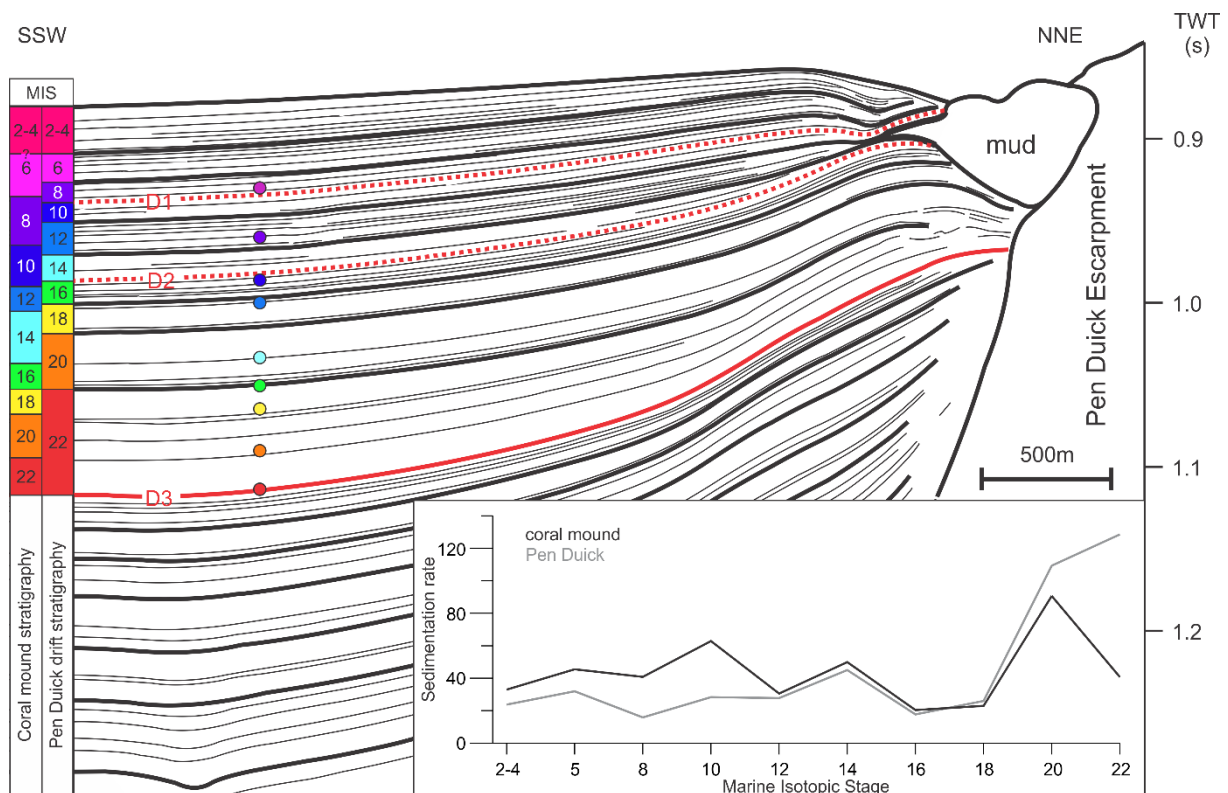 SSW
NNE
TWT
(s)
MIS
2-4 2-4
?
6 6
8
8 10
12
10 14
12 16
14 18
16 20
18
20 22
22
D1
D2
D3
mud
Pen Duick Escarpment
0.9
1.0
1.1
1.2
500m
Coral mound stratigraphy
Pen Duick drift stratigraphy
coral mound
Pen Duick
Sedimentation rate
120
80
40
0
2-4 5 8 10 12 14 16 18 20 22
Marine Isotopic Stage